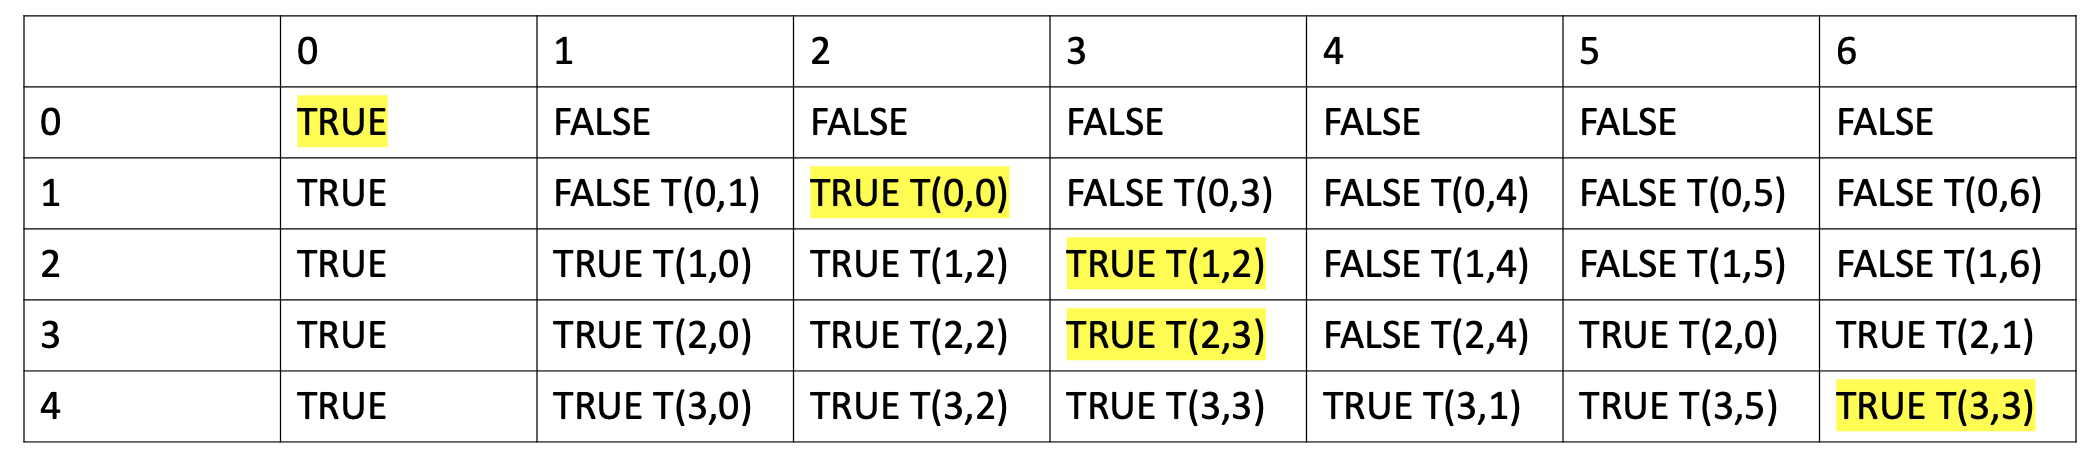 0 1 2 3 4 5 6
0 TRUE FALSE FALSE FALSE FALSE FALSE FALSE
1 TRUE FALSE T(0,1) TRUE T(0,0) FALSE T(0,3) FALSE T(0,4) FALSE T(0,5) FALSE T(0,6)
2 TRUE TRUE T(1,0) TRUE T(1,2) TRUE T(1,2) FALSE T(1,4) FALSE T(1,5) FALSE T(1,6)
3 TRUE TRUE T(2,0) TRUE T(2,2) TRUE T(2,3) FALSE T(2,4) TRUE T(2,0) TRUE T(2,1)
4 TRUE TRUE T(3,0) TRUE T(3,2) TRUE T(3,3) TRUE T(3,1) TRUE T(3,5) TRUE T(3,3)